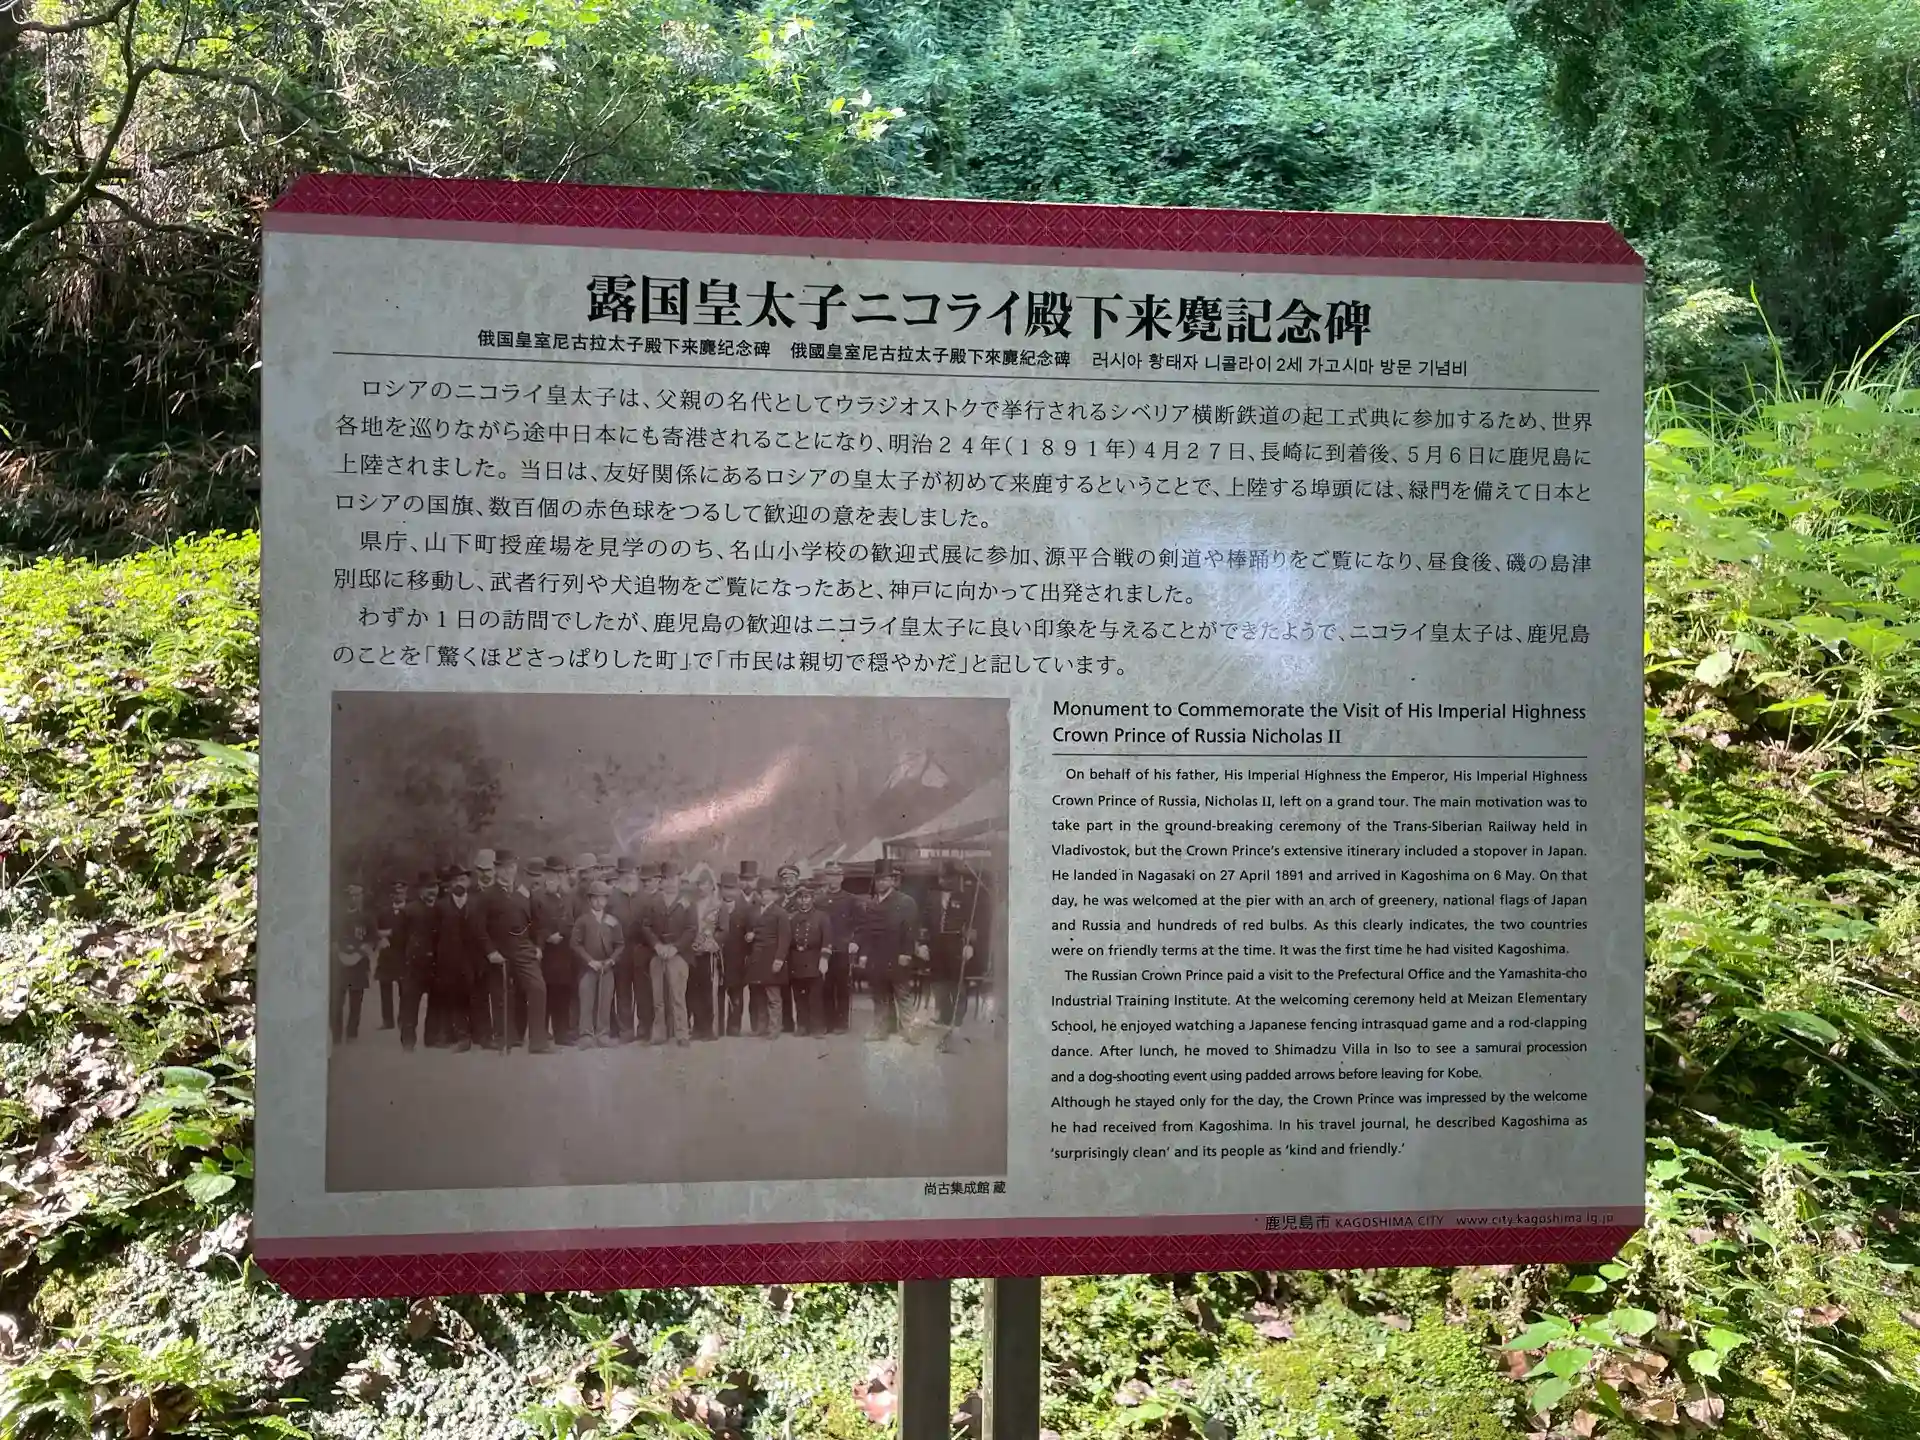 露国皇太子ニコライ殿下来麑記念碑
俄国皇室尼古拉太子殿下来麑纪念碑　俄國皇室尼古拉太子殿下來麑紀念碑　러시아 황태자 니콜라이 2세 가고시마 방문 기념비
ロシアのニコライ皇太子は、父親の名代としてウラジオストクで挙行されるシベリア横断鉄道の起工式典に参加するため、世界
各地を巡りながら途中日本にも寄港されることになり、明治２４年(１８９１年)４月２７日、長崎に到着後、５月６日に鹿児島に
上陸されました。当日は、友好関係にあるロシアの皇太子が初めて来鹿するということで、上陸する埠頭には、緑門を備えて日本と
ロシアの国旗、数百個の赤色球をつるして歓迎の意を表しました。
県庁、山下町授産場を見学ののち、名山小学校の歓迎式展に参加、源平合戦の剣道や棒踊りをご覧になり、昼食後、磯の島津
別邸に移動し、武者行列や犬追物をご覧になったあと、神戸に向かって出発されました。
わずか１日の訪問でしたが、鹿児島の歓迎はニコライ皇太子に良い印象を与えることができたようで、ニコライ皇太子は、鹿児島
のことを「驚くほどさっぱりした町」で「市民は親切で穏やかだ」と記しています。
Monument to Commemorate the Visit of His Imperial Highness
Crown Prince of Russia Nicholas II
On behalf of his father, His Imperial Highness the Emperor, His Imperial Highness
Crown Prince of Russia, Nicholas II, left on a grand tour. The main motivation was to
take part in the ground-breaking ceremony of the Trans-Siberian Railway held in
Vladivostok, but the Crown Prince's extensive itinerary included a stopover in Japan.
He landed in Nagasaki on 27 April 1891 and arrived in Kagoshima on 6 May. On that
day, he was welcomed at the pier with an arch of greenery, national flags of Japan
and Russia and hundreds of red bulbs. As this clearly indicates, the two countries
were on friendly terms at the time. It was the first time he had visited Kagoshima.
The Russian Crown Prince paid a visit to the Prefectural Office and the Yamashita-cho
Industrial Training Institute. At the welcoming ceremony held at Meizan Elementary
School, he enjoyed watching a Japanese fencing intrasquad game and a rod-clapping
dance. After lunch, he moved to Shimadzu Villa in Iso to see a samurai procession
and a dog-shooting event using padded arrows before leaving for Kobe.
Although he stayed only for the day, the Crown Prince was impressed by the welcome
he had received from Kagoshima. In his travel journal, he described Kagoshima as
'surprisingly clean' and its people as 'kind and friendly.'
尚古集成館 蔵
鹿児島市 KAGOSHIMA CITY www.city.kagoshima.lg.jp